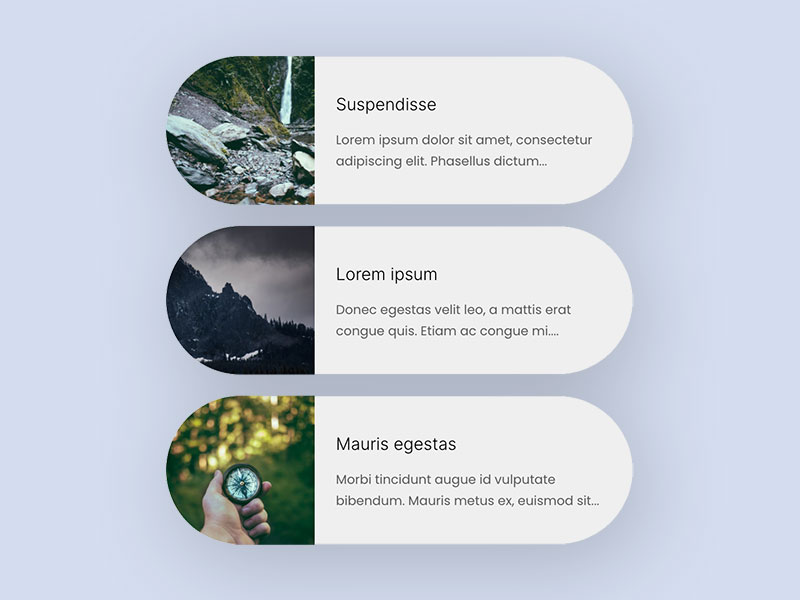 Suspendisse
Lorem ipsum dolor sit amet, consectetur
adipiscing elit. Phasellus dictum...
Lorem ipsum
Donec egestas velit leo, a mattis erat
congue quis. Etiam ac congue mi....
Mauris egestas
Morbi tincidunt augue id vulputate
bibendum. Mauris metus ex, euismod sit...